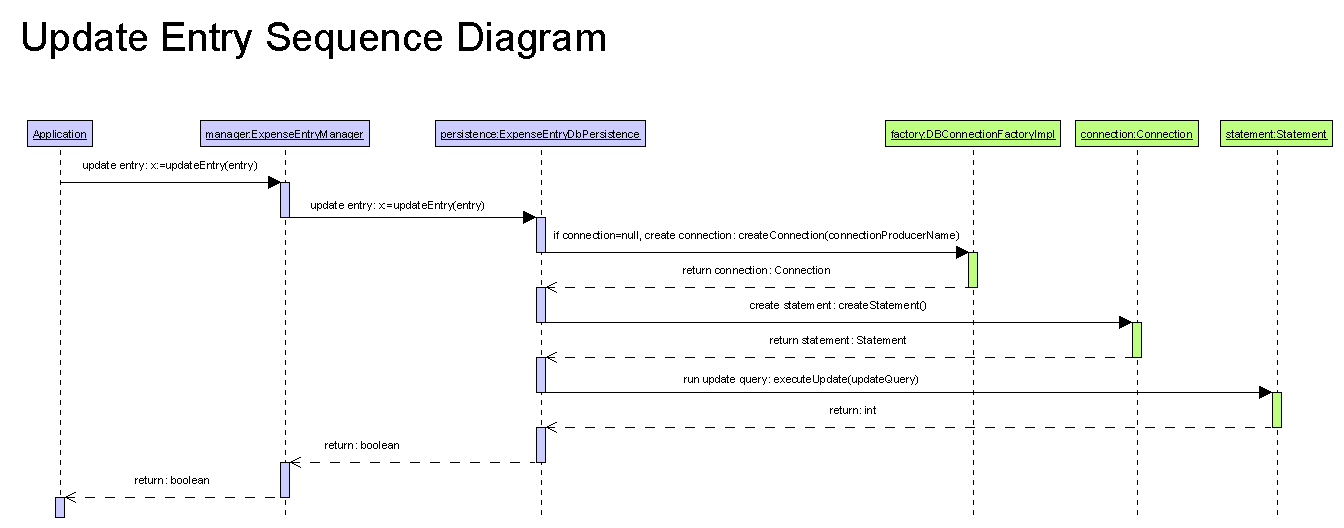 Update Entry Sequence Diagram
Application
manager:ExpenseEntryManager
persistence:ExpenseEntryDbPersistence
factory:DBConnectionFactoryImpl
connection:Connection
statement:Statement
update entry: x:=updateEntry(entry)
update entry: x:=updateEntry(entry)
if connection=null, create connection: createConnection(connectionProducerName)
return connection: Connection
create statement: createStatement()
return statement: Statement
run update query: executeUpdate(updateQuery)
return: int
return: boolean
return: boolean